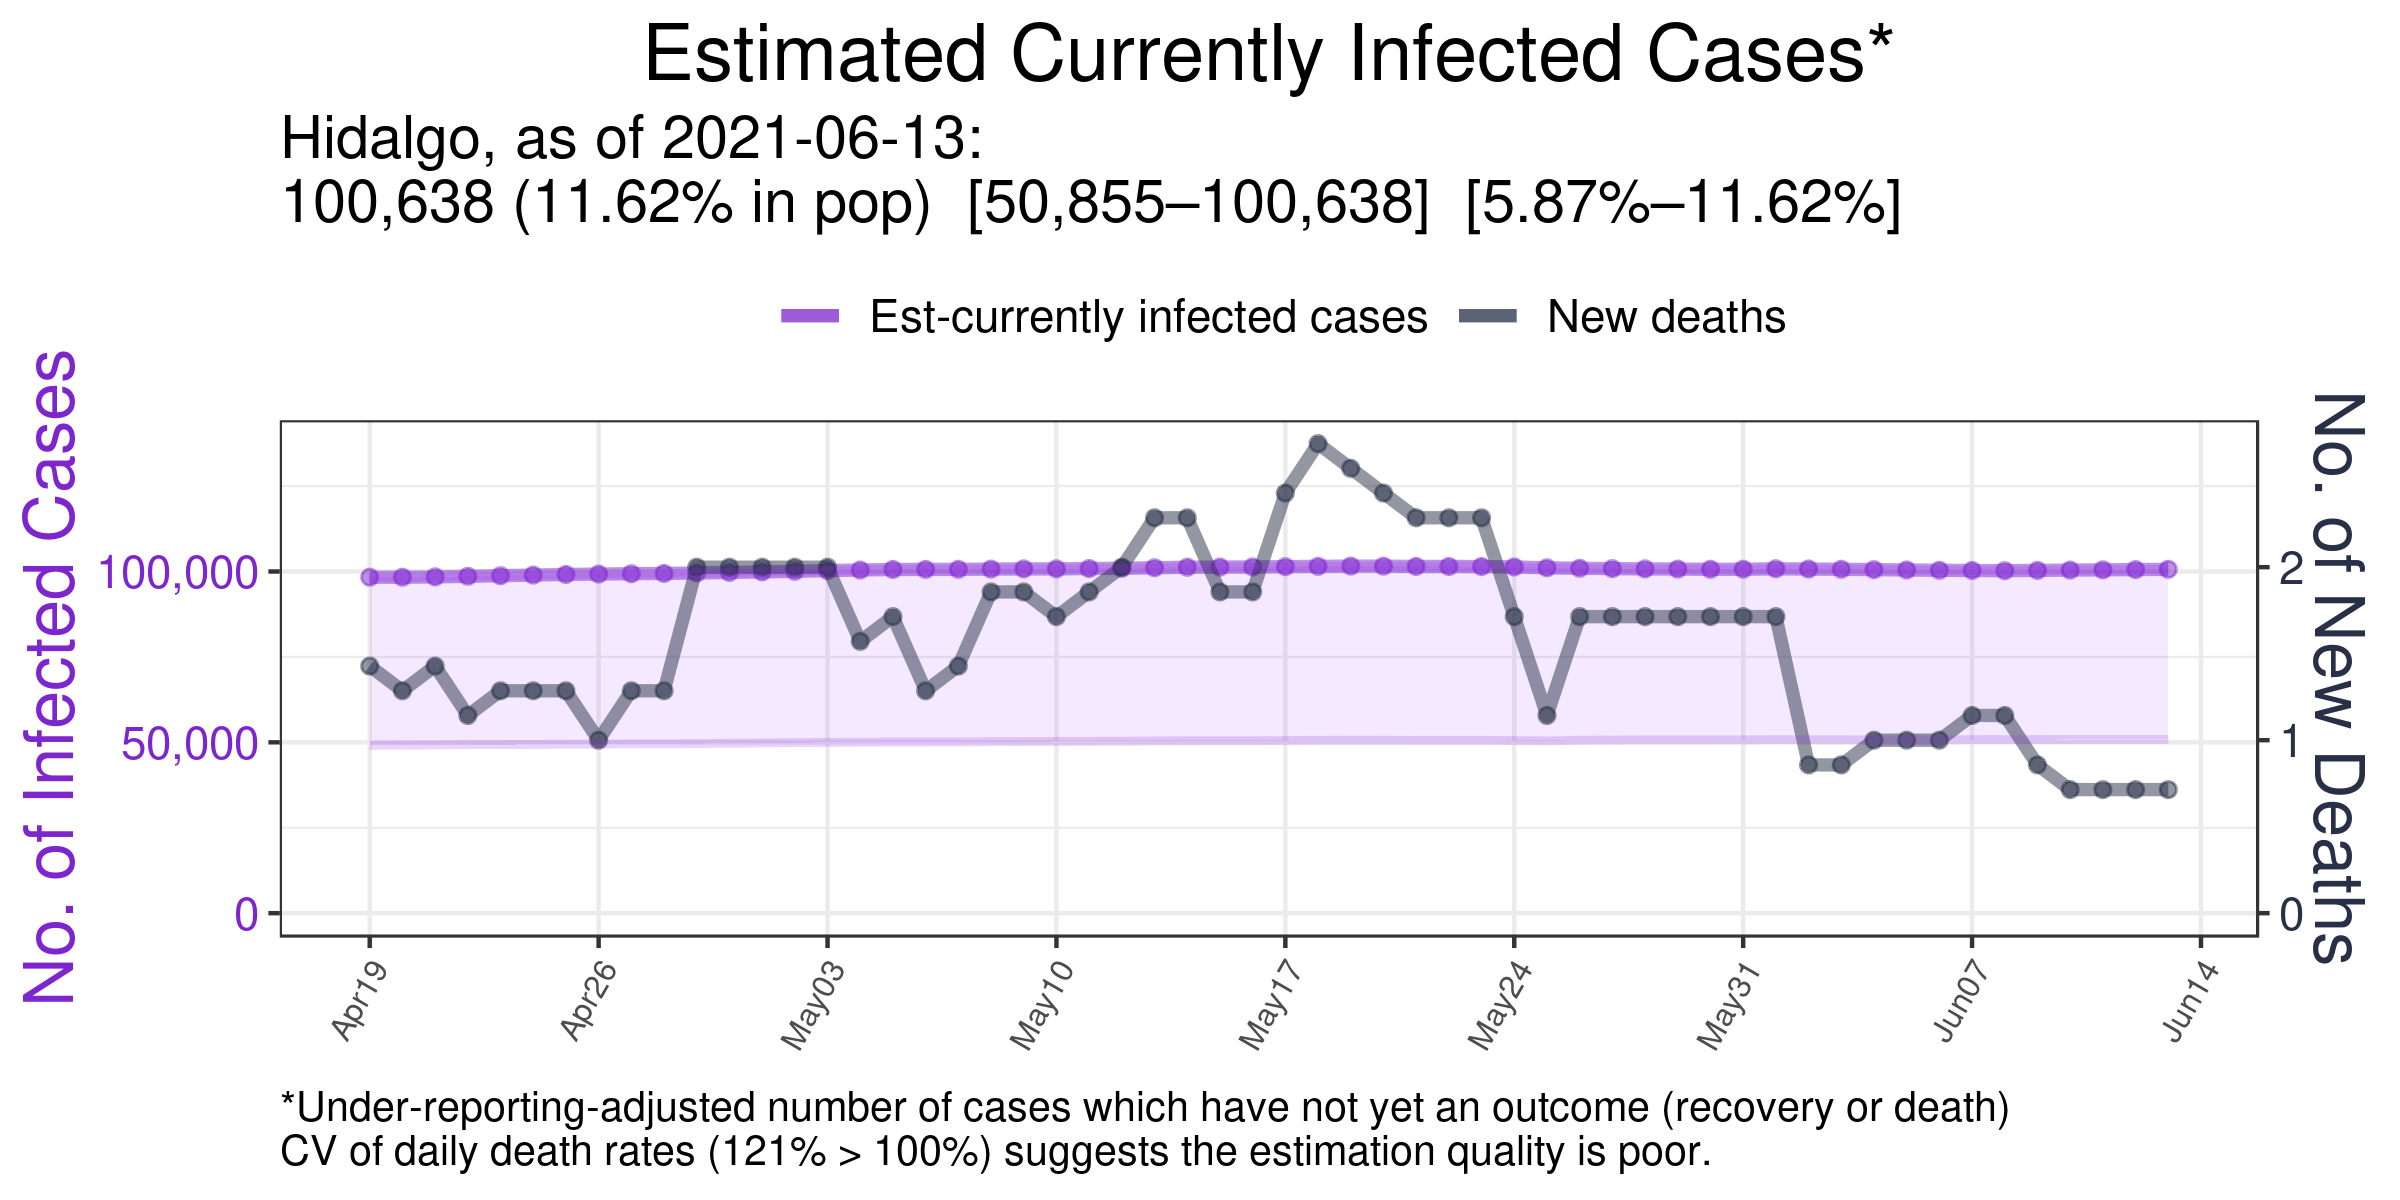 Estimated Currently Infected Cases*
Hidalgo, as of 2021-06-13:
100,638 (11.62% in pop)  [50,855–100,638]  [5.87%–11.62%]
Est-currently infected cases
New deaths
No. of Infected Cases
100,000
50,000
0
No. of New Deaths
2
1
0
Apr19
Apr26
May03
May10
May17
May24
May31
Jun07
Jun14
*Under-reporting-adjusted number of cases which have not yet an outcome (recovery or death)
CV of daily death rates (121% > 100%) suggests the estimation quality is poor.